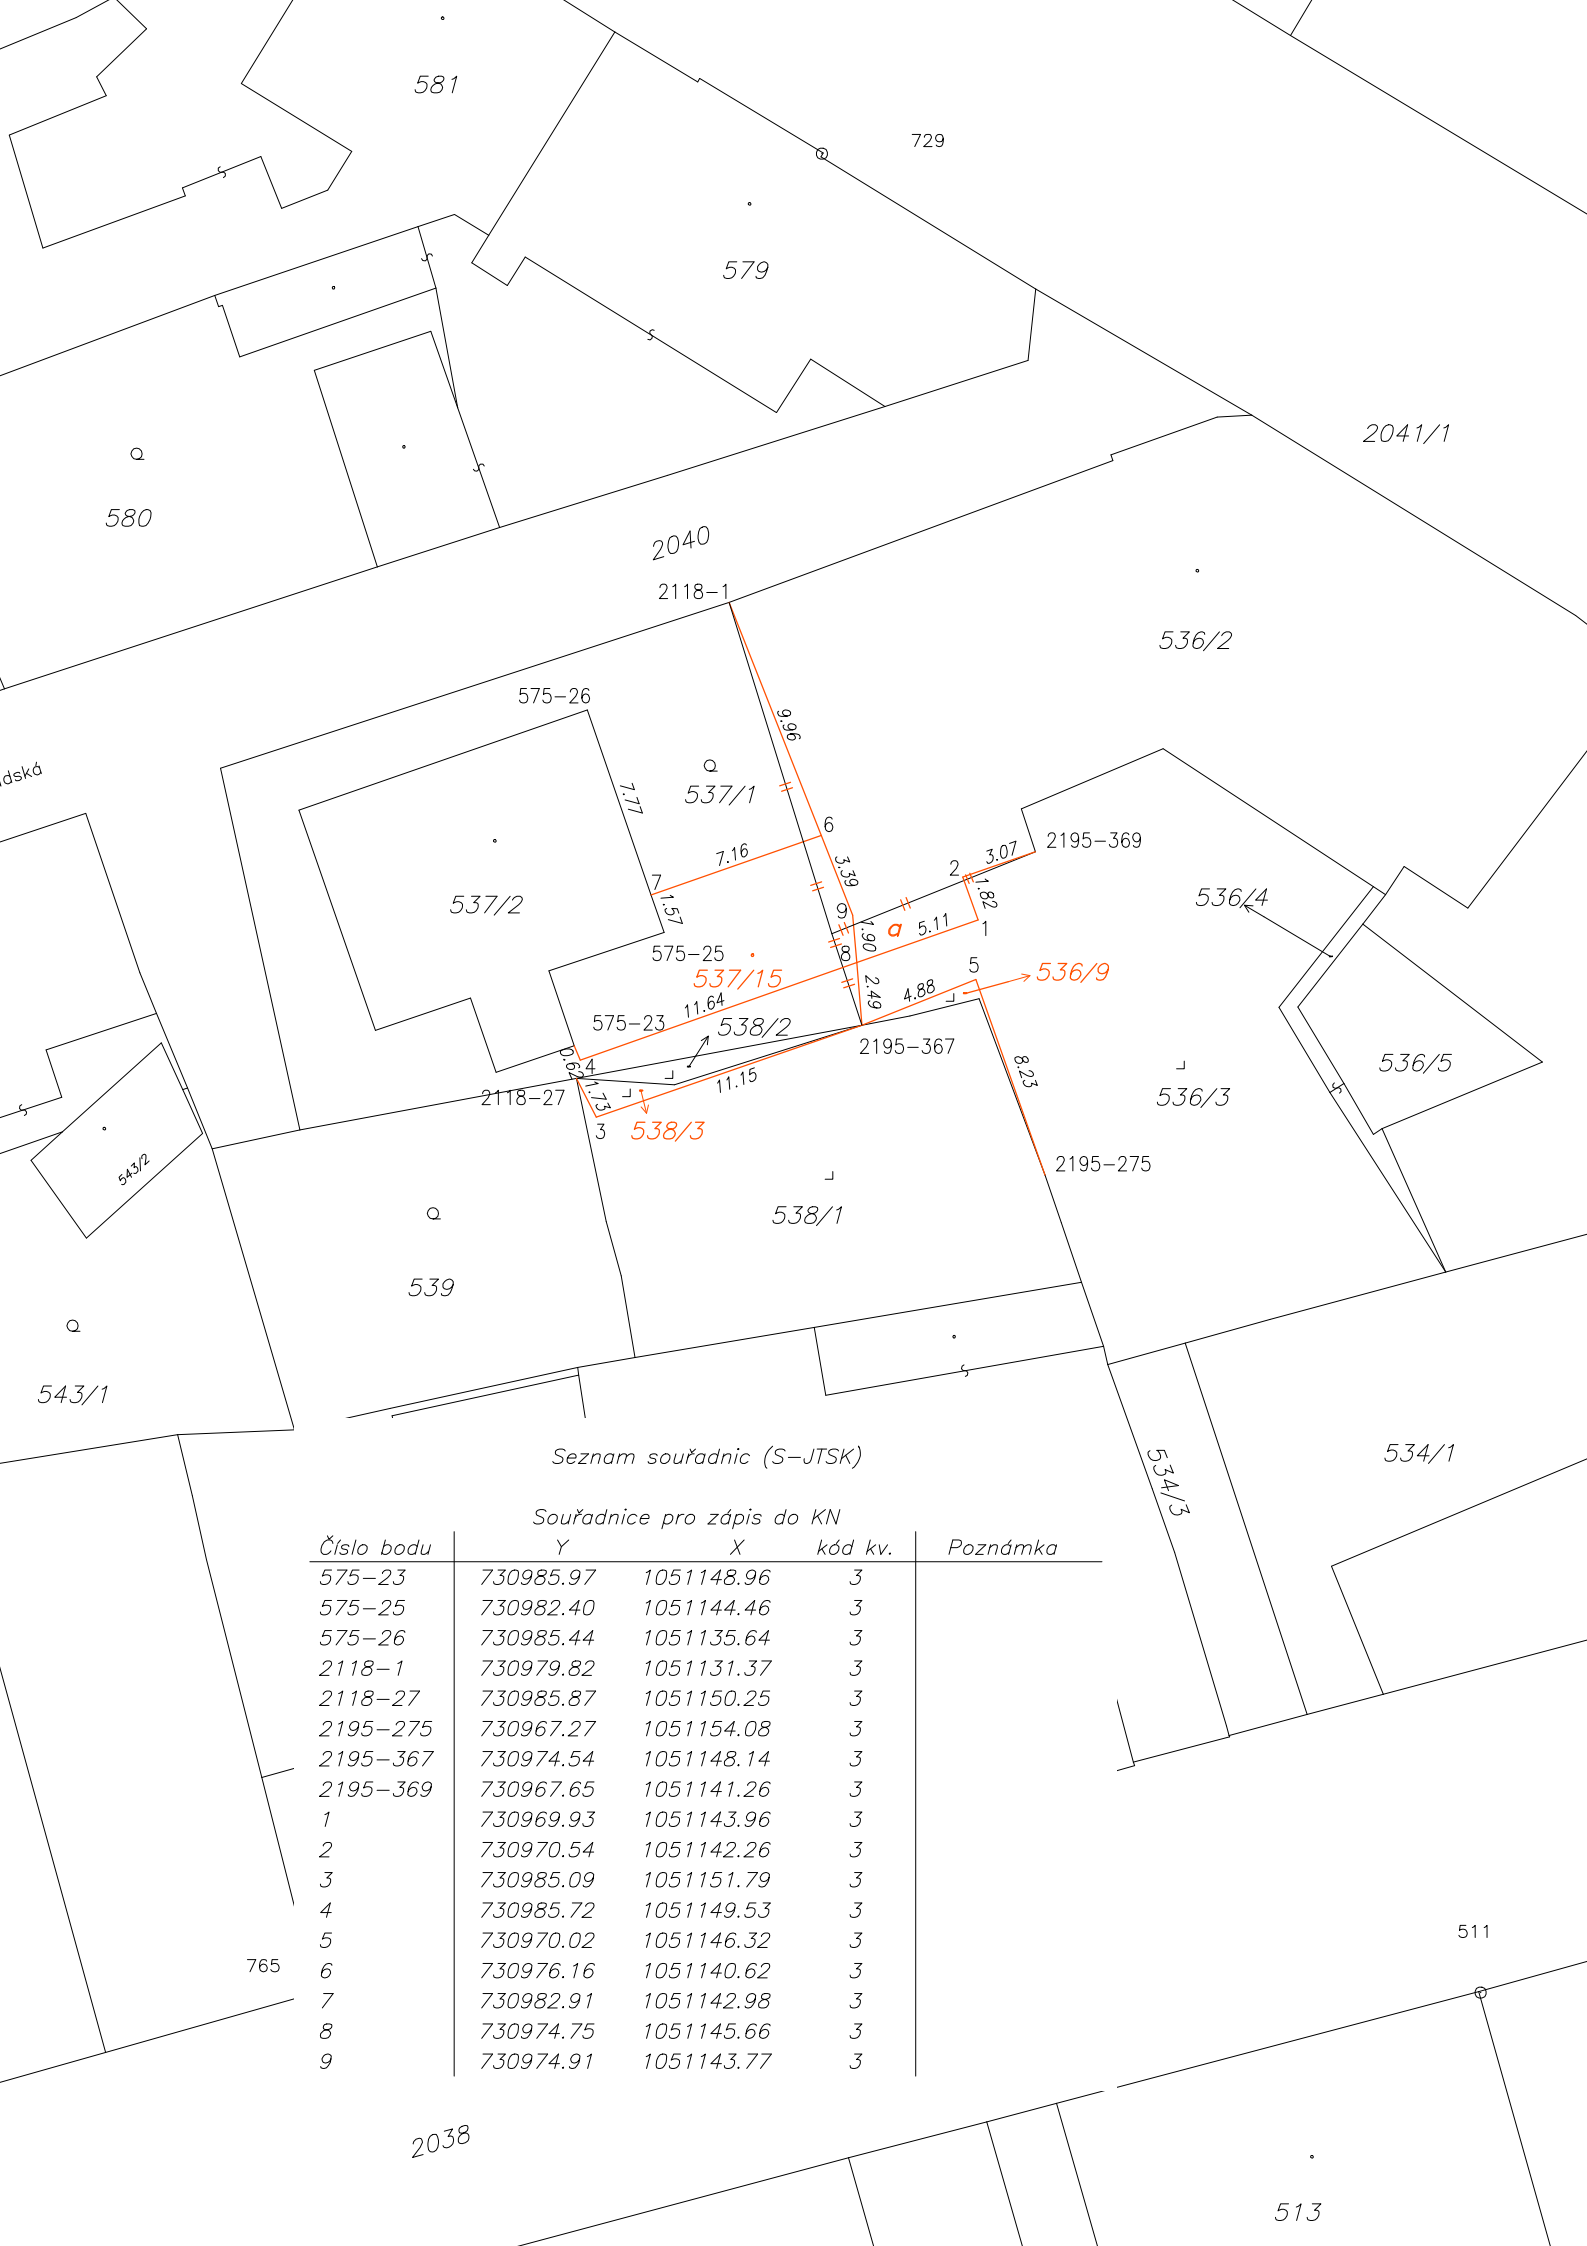 581
729
579
2041/1
580
2040
2118-1
536/2
575-26
9.96
7.77
537/1
6
7.16
3.39
2
3.07
2195-369
7
537/2
1.57
9
1.90
a
5.11
1.82
1
536/4
575-25
8
537/15
5
536/9
2.49
4.88
11.64
575-23
538/2
2195-367
0.62
4
11.15
8.23
536/5
2118-27
1.73
536/3
3
538/3
543/2
2195-275
538/1
539
543/1
534/3
534/1
Seznam souřadnic (S-JTSK)
Souřadnice pro zápis do KN
Číslo bodu Y X kód kv. Poznámka
575-23 730985.97 1051148.96 3
575-25 730982.40 1051144.46 3
575-26 730985.44 1051135.64 3
2118-1 730979.82 1051131.37 3
2118-27 730985.87 1051150.25 3
2195-275 730967.27 1051154.08 3
2195-367 730974.54 1051148.14 3
2195-369 730967.65 1051141.26 3
1 730969.93 1051143.96 3
2 730970.54 1051142.26 3
3 730985.09 1051151.79 3
4 730985.72 1051149.53 3
5 730970.02 1051146.32 3
6 730976.16 1051140.62 3
7 730982.91 1051142.98 3
8 730974.75 1051145.66 3
9 730974.91 1051143.77 3
511
765
2038
513